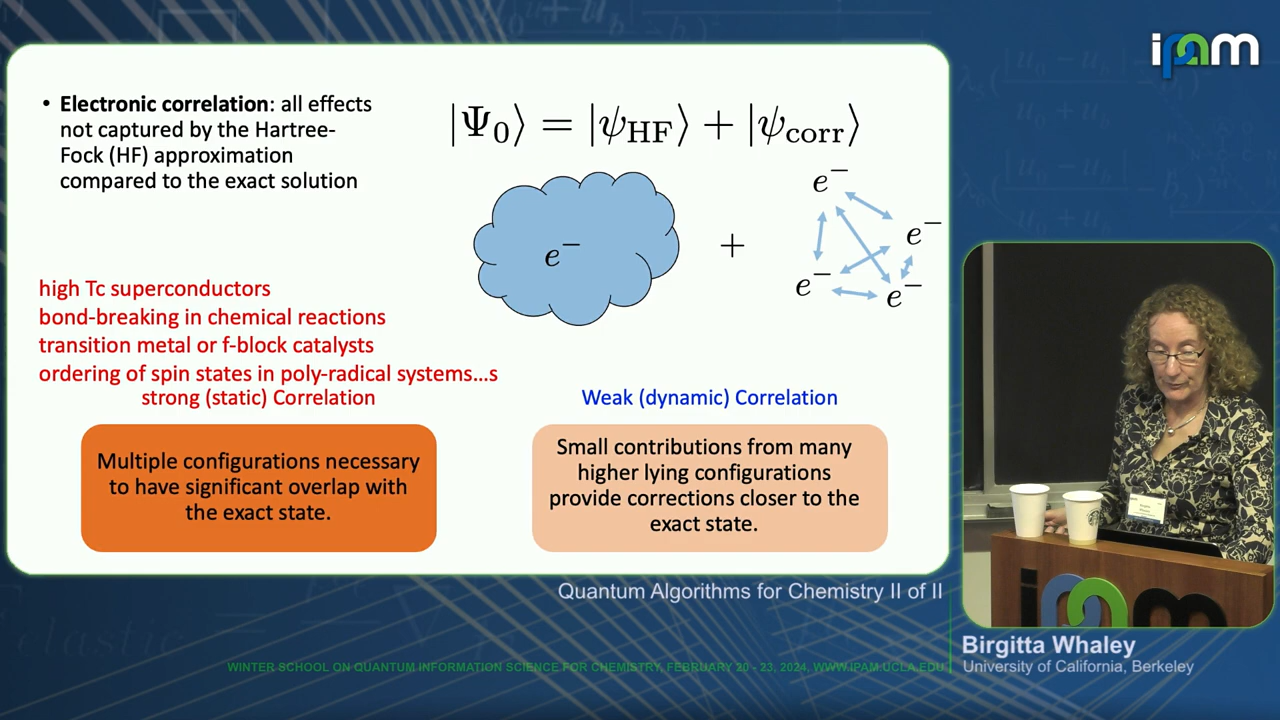 ipam
• Electronic correlation: all effects
not captured by the Hartree-
Fock (HF) approximation
compared to the exact solution
|Ψ₀⟩ = |ψ_HF⟩ + |ψ_corr⟩
e⁻
+
e⁻
e⁻
e⁻
e⁻
high Tc superconductors
bond-breaking in chemical reactions
transition metal or f-block catalysts
ordering of spin states in poly-radical systems...s
strong (static) Correlation
Weak (dynamic) Correlation
Multiple configurations necessary
to have significant overlap with
the exact state.
Small contributions from many
higher lying configurations
provide corrections closer to the
exact state.
Quantum Algorithms for Chemistry II of II
ipam
Birgitta Whaley
University of California, Berkeley
WINTER SCHOOL ON QUANTUM INFORMATION SCIENCE FOR CHEMISTRY, FEBRUARY 20 - 23, 2024, WWW.IPAM.UCLA.EDU